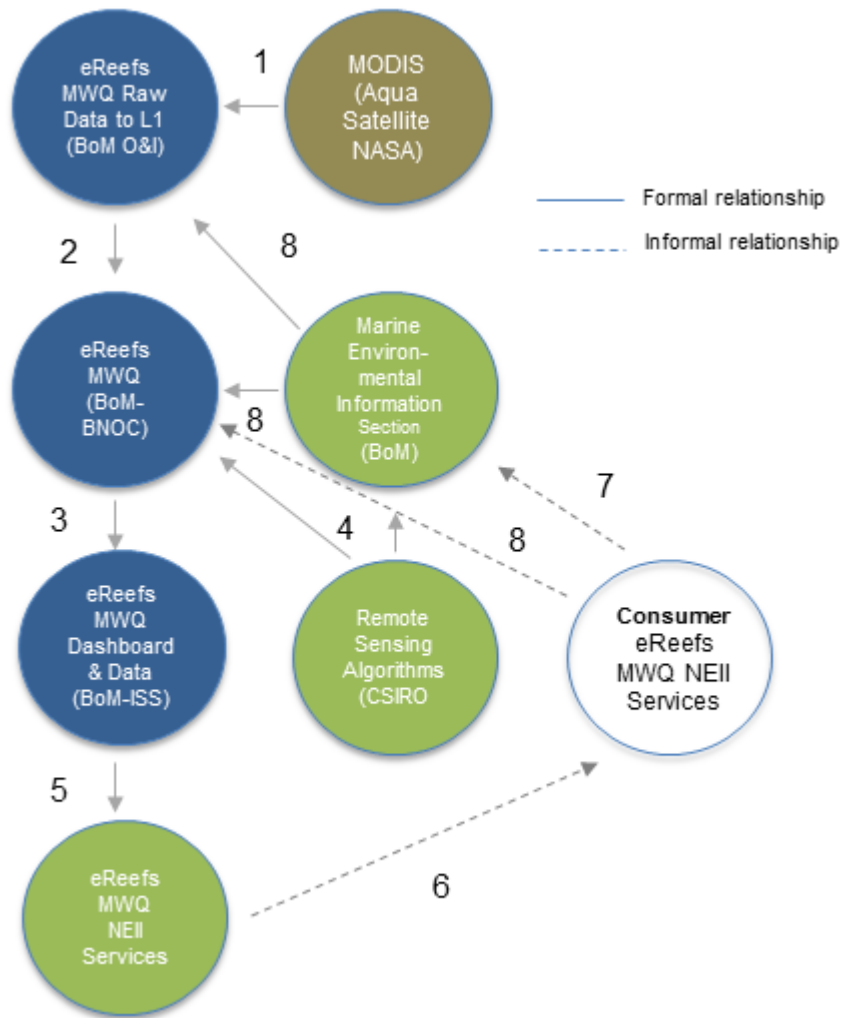 eReefs
MWQ Raw
Data to L1
(BoM O&I)
1
MODIS
(Aqua
Satellite
NASA)
Formal relationship
Informal relationship
2
8
eReefs
MWQ
(BoM-
BNOC)
Marine
Environ-
mental
Information
Section
(BoM)
8
7
3
4
8
eReefs
MWQ
Dashboard
& Data
(BoM-ISS)
Remote
Sensing
Algorithms
(CSIRO
Consumer
eReefs
MWQ NEII
Services
5
6
eReefs
MWQ
NEII
Services